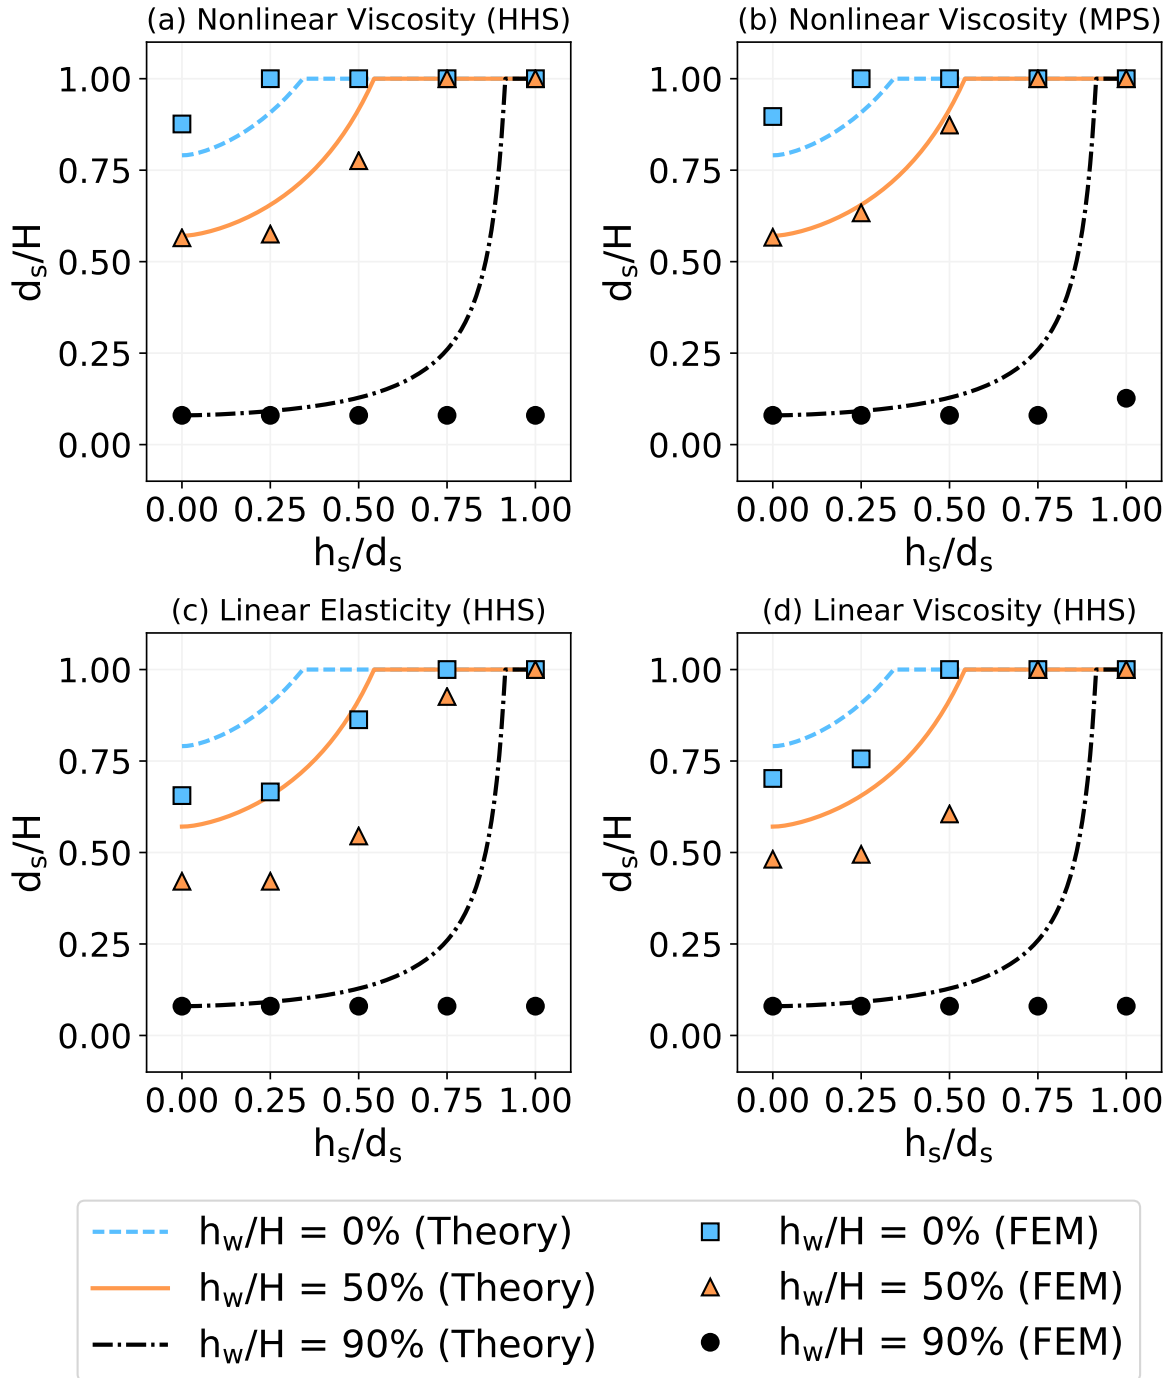 (a) Nonlinear Viscosity (HHS)
(b) Nonlinear Viscosity (MPS)
1.00
0.75
0.50
0.25
0.00
dₛ/H
0.00 0.25 0.50 0.75 1.00
hₛ/dₛ
1.00
0.75
0.50
0.25
0.00
dₛ/H
0.00 0.25 0.50 0.75 1.00
hₛ/dₛ
(c) Linear Elasticity (HHS)
(d) Linear Viscosity (HHS)
1.00
0.75
0.50
0.25
0.00
dₛ/H
0.00 0.25 0.50 0.75 1.00
hₛ/dₛ
1.00
0.75
0.50
0.25
0.00
dₛ/H
0.00 0.25 0.50 0.75 1.00
hₛ/dₛ
h_w/H = 0% (Theory)
h_w/H = 50% (Theory)
h_w/H = 90% (Theory)
h_w/H = 0% (FEM)
h_w/H = 50% (FEM)
h_w/H = 90% (FEM)